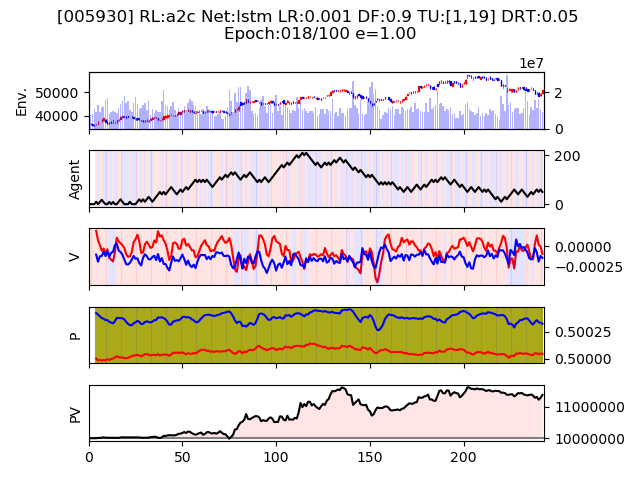 [005930] RL:a2c Net:lstm LR:0.001 DF:0.9 TU:[1,19] DRT:0.05
Epoch:018/100 e=1.00
1e7
Env.
50000
40000
2
0
Agent
200
0
V
0.00000
−0.00025
P
0.50025
0.50000
PV
11000000
10000000
0 50 100 150 200